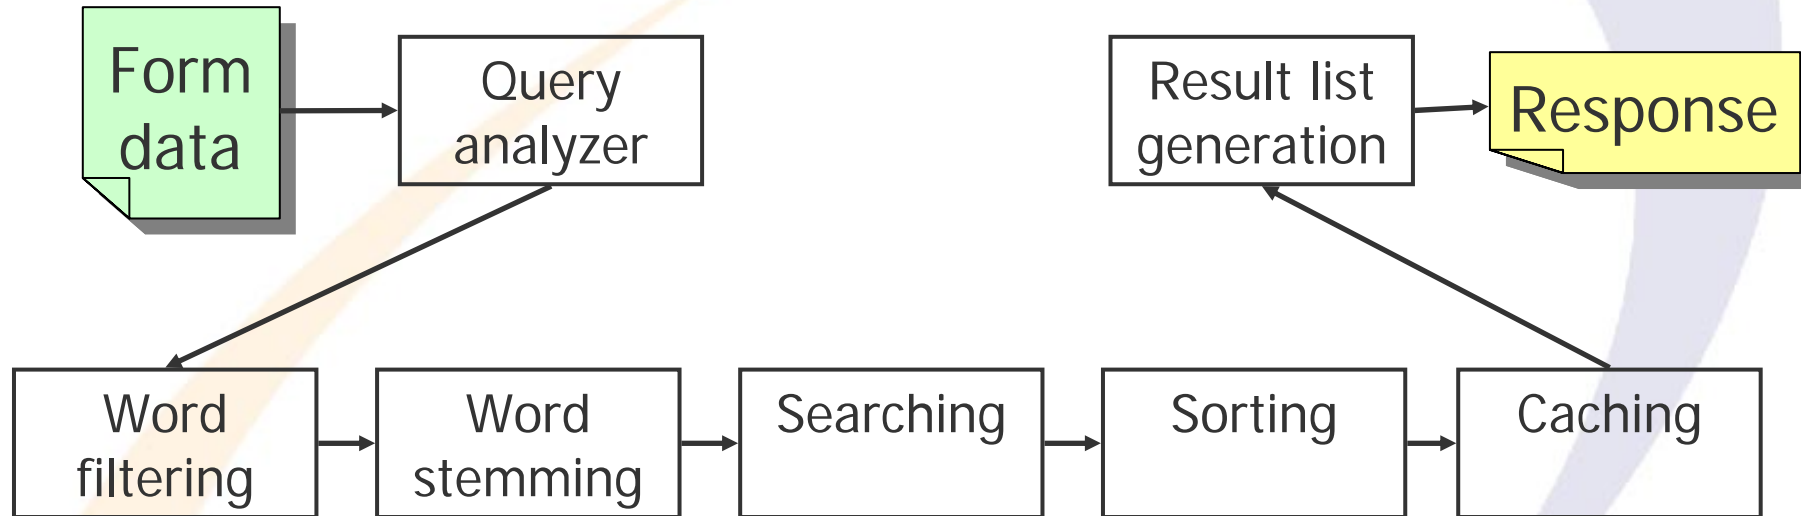 Form
data
Query
analyzer
Result list
generation
Response
Word
filtering
Word
stemming
Searching
Sorting
Caching